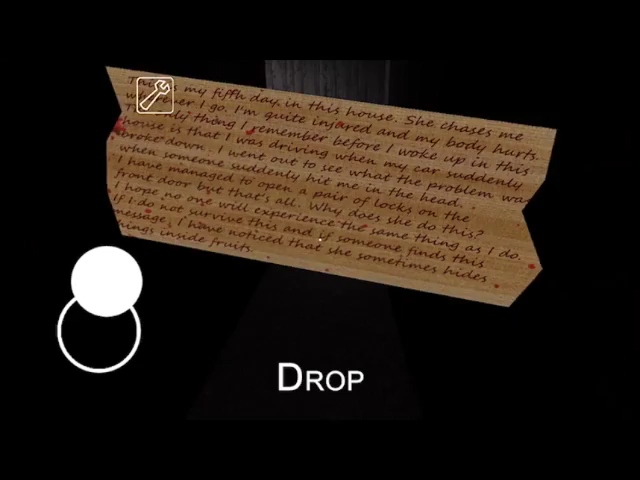 This is my fifth day in this house. She chases me
wherever I go. I'm quite injured and my body hurts.
The only thing I remember before I woke up in this
house is that I was driving when my car suddenly
broke down. I went out to see what the problem was
when someone suddenly hit me in the head.
I have managed to open a pair of locks on the
front door but that's all. Why does she do this?
I hope no one will experience the same thing as I do.
If I do not survive this and if someone finds this
message, I have noticed that she sometimes hides
things inside fruits.
DROP